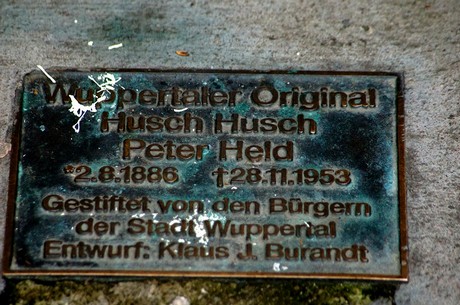 Wuppertaler Original
Husch Husch
Peter Held
*2.8.1886 †28.11.1953
Gestiftet von den Bürgern
der Stadt Wuppertal
Entwurf: Klaus J. Burandt